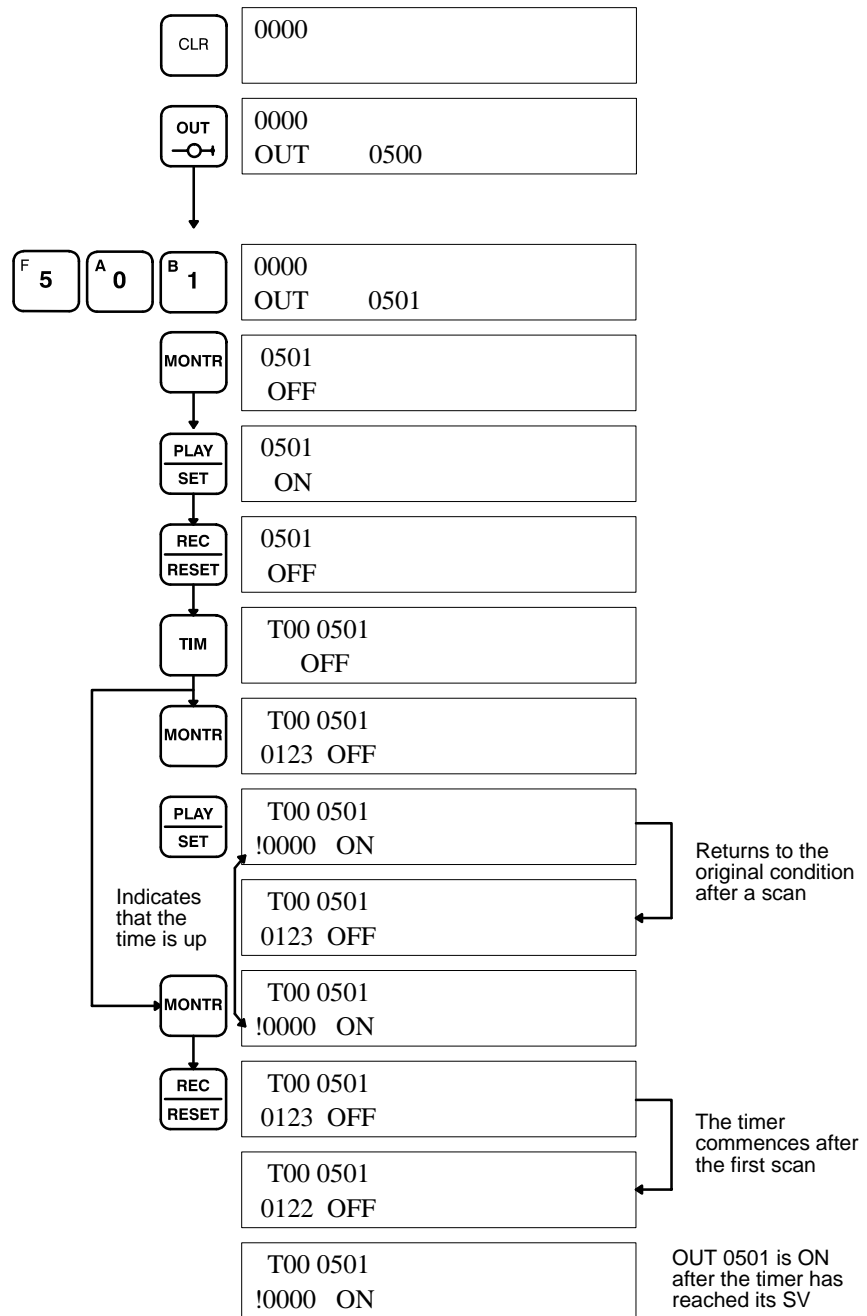 CLR
0000
OUT
0000
OUT 0500
F 5 A 0 B 1
0000
OUT 0501
MONTR
0501
OFF
PLAY
SET
0501
ON
REC
RESET
0501
OFF
TIM
T00 0501
OFF
MONTR
T00 0501
0123 OFF
PLAY
SET
T00 0501
!0000 ON
Returns to the
original condition
after a scan
Indicates
that the
time is up
T00 0501
0123 OFF
MONTR
T00 0501
!0000 ON
REC
RESET
T00 0501
0123 OFF
The timer
commences after
the first scan
T00 0501
0122 OFF
T00 0501
!0000 ON
OUT 0501 is ON
after the timer has
reached its SV